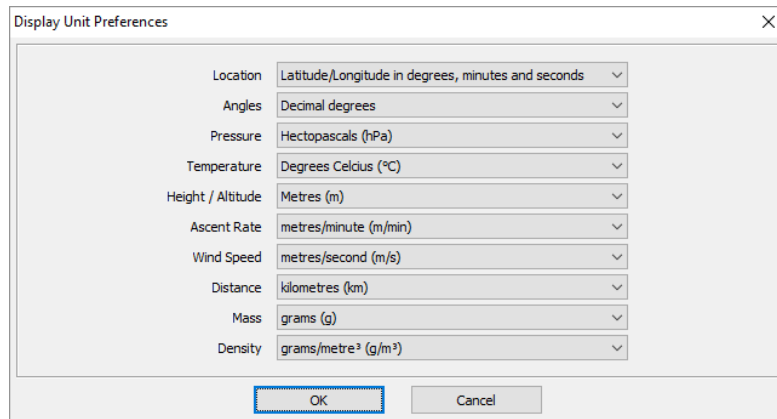 Display Unit Preferences
Location Latitude/Longitude in degrees, minutes and seconds
Angles Decimal degrees
Pressure Hectopascals (hPa)
Temperature Degrees Celcius (°C)
Height / Altitude Metres (m)
Ascent Rate metres/minute (m/min)
Wind Speed metres/second (m/s)
Distance kilometres (km)
Mass grams (g)
Density grams/metre³ (g/m³)
OK Cancel